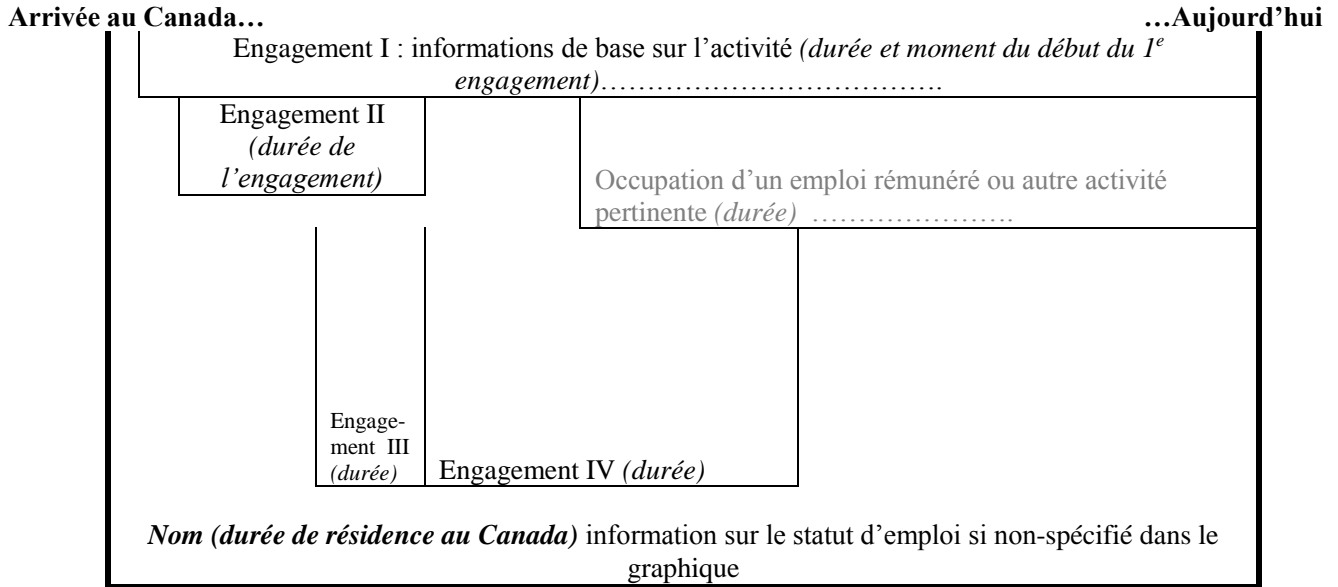 Arrivée au Canada… …Aujourd’hui
Engagement I : informations de base sur l’activité (durée et moment du début du 1e
engagement)……………………………….
Engagement II
(durée de
l’engagement)
Occupation d’un emploi rémunéré ou autre activité
pertinente (durée) ………………….
Engage-
ment III
(durée)
Engagement IV (durée)
Nom (durée de résidence au Canada) information sur le statut d’emploi si non-spécifié dans le
graphique